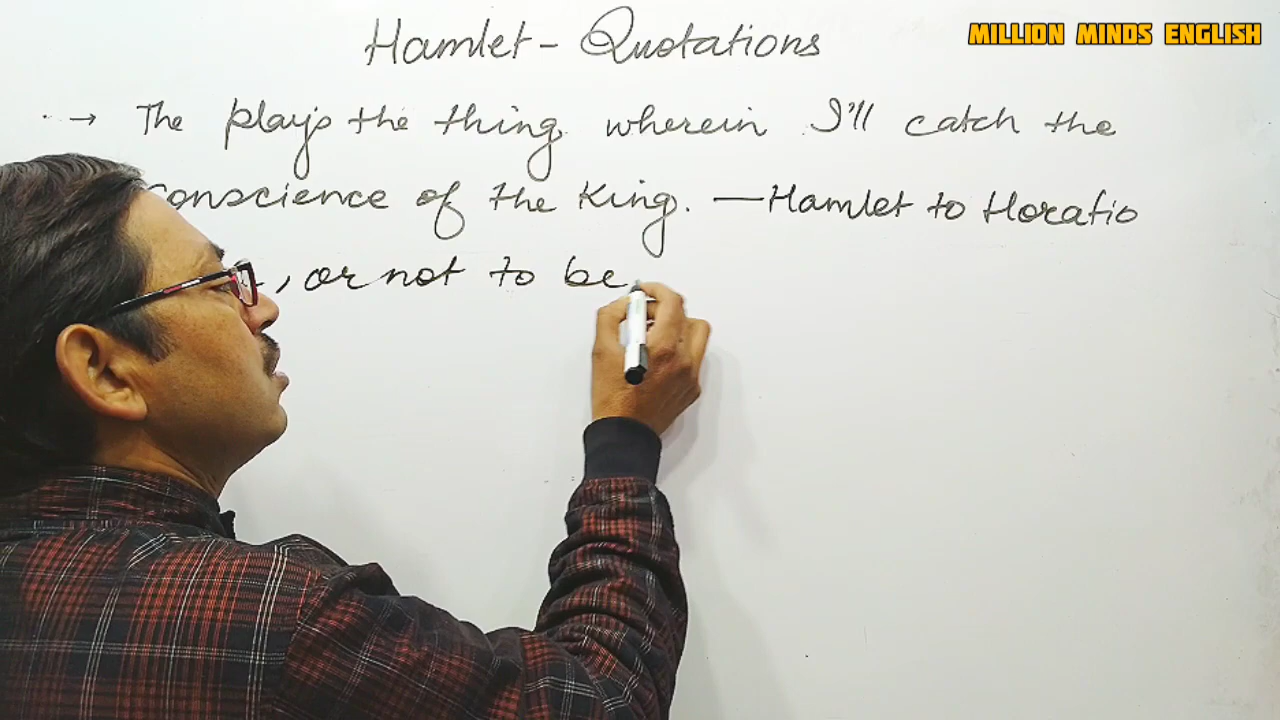 Hamlet - Quotations
MILLION MINDS ENGLISH
→ The play's the thing wherein I'll catch the
conscience of the King. — Hamlet to Horatio
, or not to be,